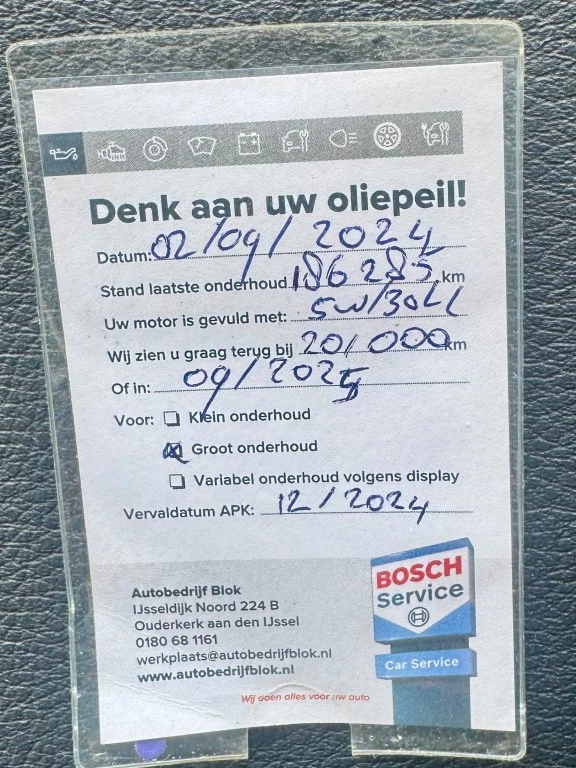 Denk aan uw oliepeil!
Datum: 02/09/2024
Stand laatste onderhoud 186285 km
Uw motor is gevuld met: 5W/30LL
Wij zien u graag terug bij 201000 km
Of in: 09/2025
Voor: Klein onderhoud
Groot onderhoud
Variabel onderhoud volgens display
Vervaldatum APK: 12/2024
Autobedrijf Blok
IJsseldijk Noord 224 B
Ouderkerk aan den IJssel
0180 68 1161
werkplaats@autobedrijfblok.nl
www.autobedrijfblok.nl
BOSCH
Service
Car Service
Wij doen alles voor uw auto